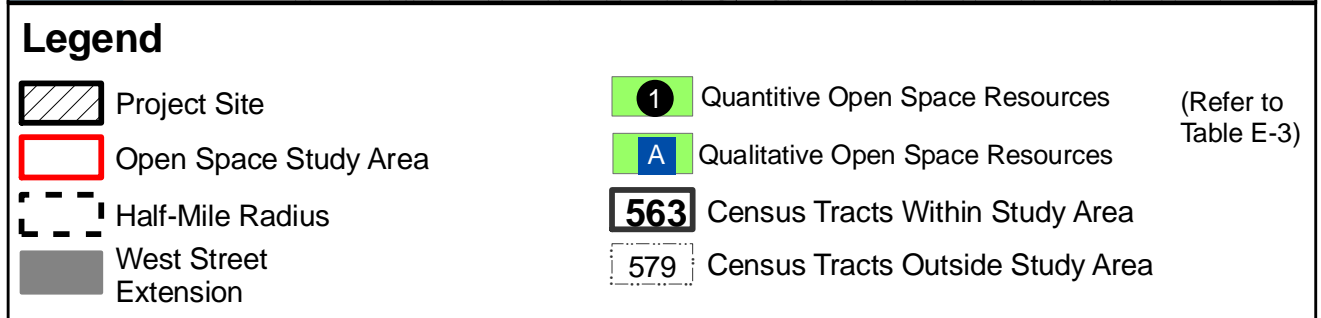 Legend
Project Site
Open Space Study Area
Half-Mile Radius
West Street
Extension
1 Quantitive Open Space Resources
A Qualitative Open Space Resources
(Refer to
Table E-3)
563 Census Tracts Within Study Area
579 Census Tracts Outside Study Area